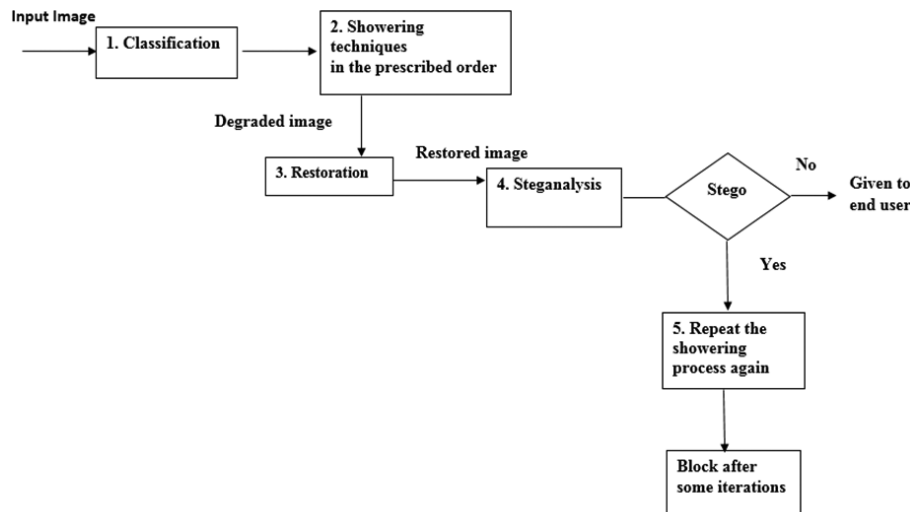 Input Image
1. Classification
2. Showering
techniques
in the prescribed order
Degraded image
3. Restoration
Restored image
4. Steganalysis
Stego
No
Given to
end user
Yes
5. Repeat the
showering
process again
Block after
some iterations